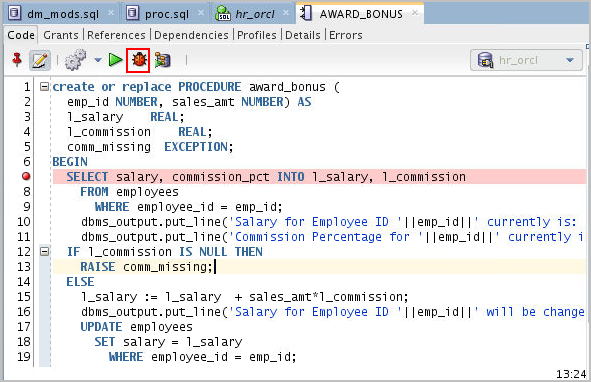 dm_mods.sql proc.sql hr_orcl AWARD_BONUS
Code Grants References Dependencies Profiles Details Errors
hr_orcl
1 create or replace PROCEDURE award_bonus (
2 emp_id NUMBER, sales_amt NUMBER) AS
3 l_salary REAL;
4 l_commission REAL;
5 comm_missing EXCEPTION;
6 BEGIN
SELECT salary, commission_pct INTO l_salary, l_commission
8 FROM employees
9 WHERE employee_id = emp_id;
10 dbms_output.put_line('Salary for Employee ID '||emp_id||' currently is:
11 dbms_output.put_line('Commission Percentage for '||emp_id||' currently i
12 IF l_commission IS NULL THEN
13 RAISE comm_missing;
14 ELSE
15 l_salary := l_salary + sales_amt*l_commission;
16 dbms_output.put_line('Salary for Employee ID '||emp_id||' will be change
17 UPDATE employees
18 SET salary = l_salary
19 WHERE employee_id = emp_id;
13:24